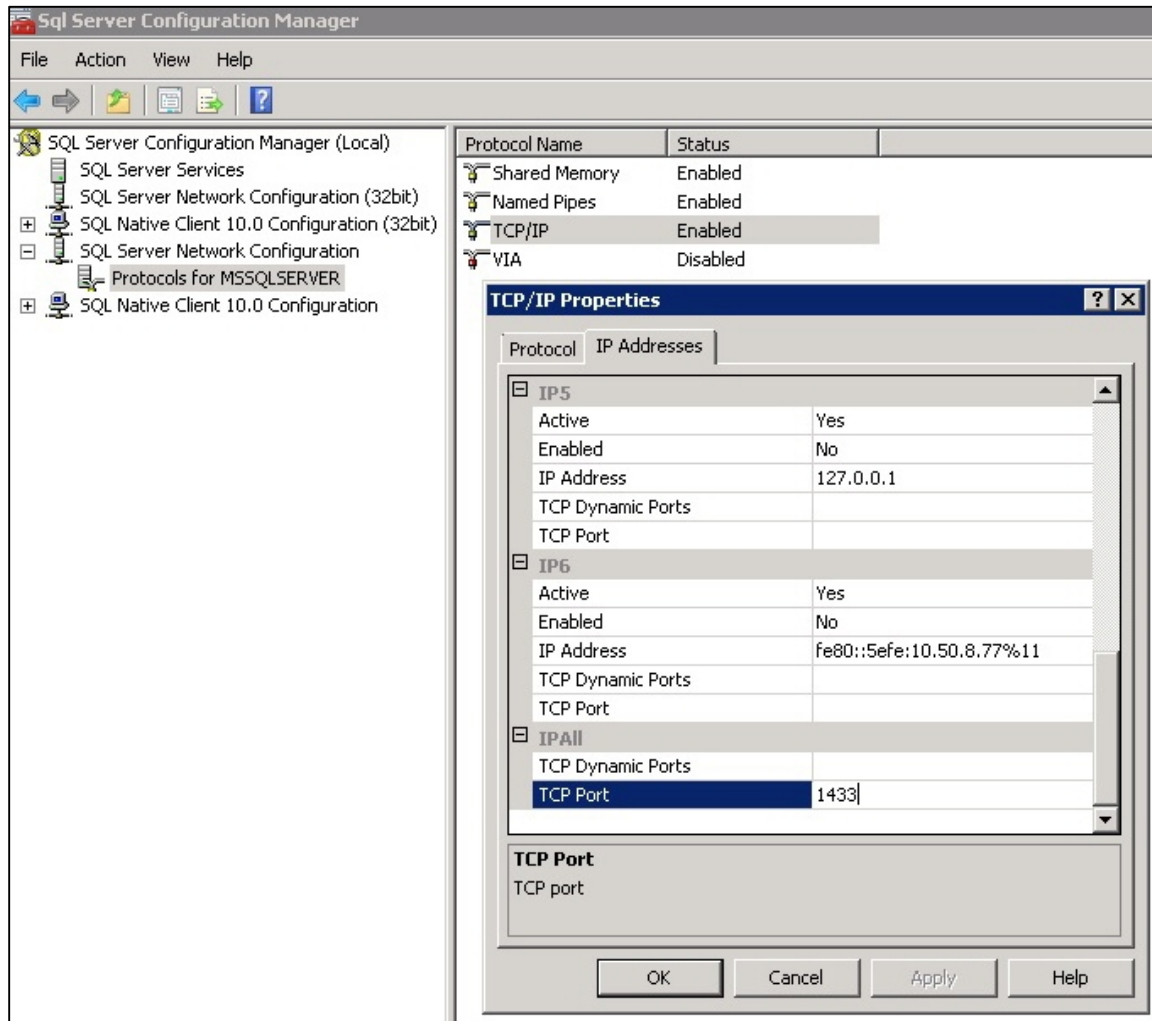 Sql Server Configuration Manager
File Action View Help
SQL Server Configuration Manager (Local)
SQL Server Services
SQL Server Network Configuration (32bit)
SQL Native Client 10.0 Configuration (32bit)
SQL Server Network Configuration
Protocols for MSSQLSERVER
SQL Native Client 10.0 Configuration
Protocol Name Status
Shared Memory Enabled
Named Pipes Enabled
TCP/IP Enabled
VIA Disabled
TCP/IP Properties
Protocol IP Addresses
IP5
Active Yes
Enabled No
IP Address 127.0.0.1
TCP Dynamic Ports
TCP Port
IP6
Active Yes
Enabled No
IP Address fe80::5efe:10.50.8.77%11
TCP Dynamic Ports
TCP Port
IPAll
TCP Dynamic Ports
TCP Port 1433
TCP Port
TCP port
OK Cancel Apply Help